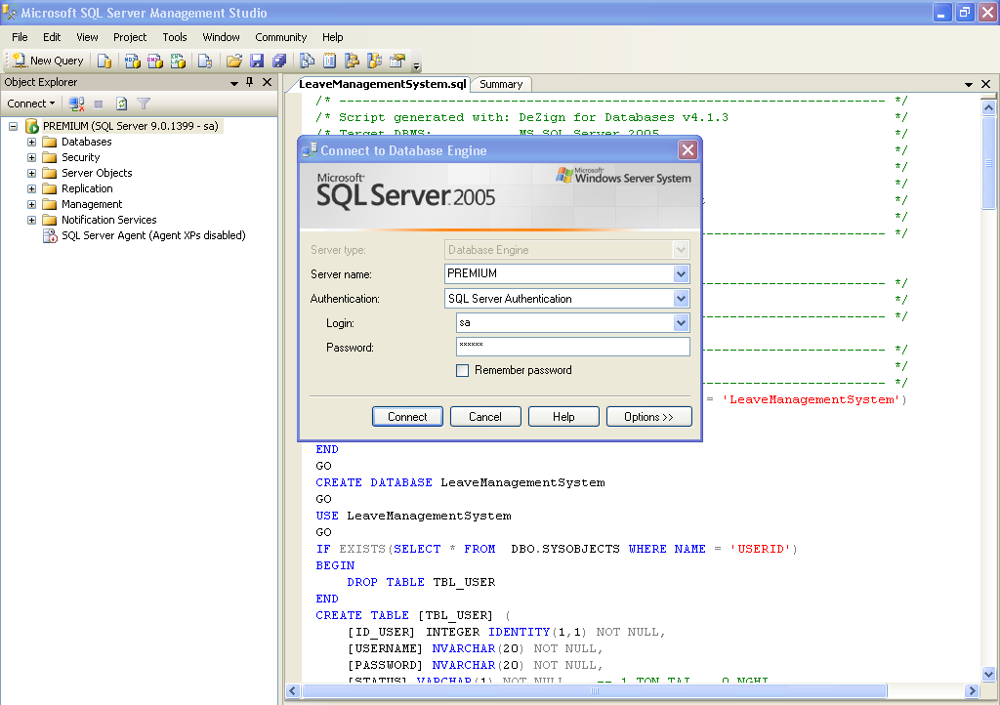 Microsoft SQL Server Management Studio
File Edit View Project Tools Window Community Help
New Query
Object Explorer
Connect
PREMIUM (SQL Server 9.0.1399 - sa)
Databases
Security
Server Objects
Replication
Management
Notification Services
SQL Server Agent (Agent XPs disabled)
LeaveManagementSystem.sql Summary
/* ---------------------------------------------------------------------- */
/* Script generated with: DeZign for Databases v4.1.3 */
/* Target DBMS: MS SQL Server 2005 */
*/
*/
*/
*/
*/
---------------------- */
---------------------- */
*/
---------------------- */
---------------------- */
*/
---------------------- */
= 'LeaveManagementSystem')
Connect to Database Engine
Microsoft
SQL Server 2005
Microsoft
Windows Server System
Server type: Database Engine
Server name: PREMIUM
Authentication: SQL Server Authentication
Login: sa
Password: ××××××
Remember password
Connect Cancel Help Options >>
END
GO
CREATE DATABASE LeaveManagementSystem
GO
USE LeaveManagementSystem
GO
IF EXISTS(SELECT * FROM DBO.SYSOBJECTS WHERE NAME = 'USERID')
BEGIN
DROP TABLE TBL_USER
END
CREATE TABLE [TBL_USER] (
[ID_USER] INTEGER IDENTITY(1,1) NOT NULL,
[USERNAME] NVARCHAR(20) NOT NULL,
[PASSWORD] NVARCHAR(20) NOT NULL,
[STATUS] VARCHAR(1) NOT NULL, -- 1 TON TAI, 0 NGHI